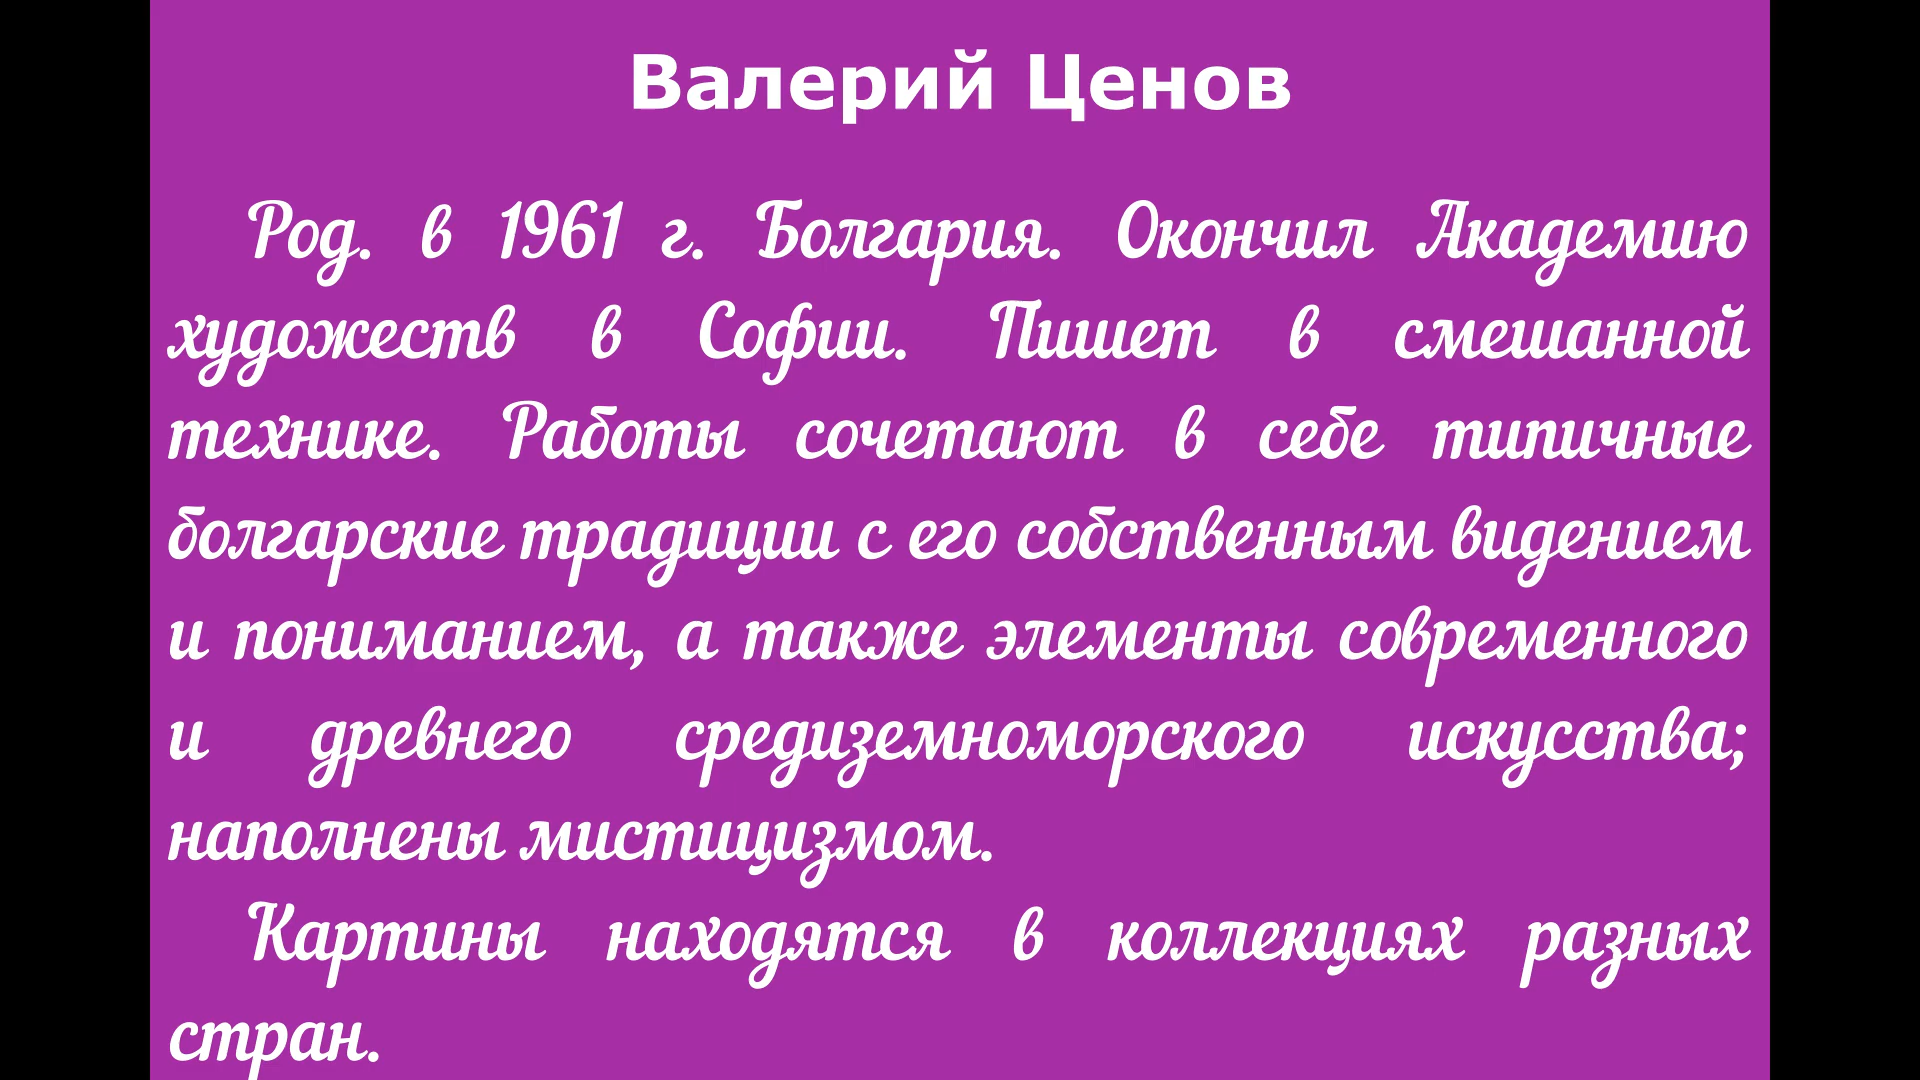 Валерий Ценов
Род. в 1961 г. Болгария. Окончил Академию
художеств в Софии. Пишет в смешанной
технике. Работы сочетают в себе типичные
болгарские традиции с его собственным видением
и пониманием, а также элементы современного
и древнего средиземноморского искусства;
наполнены мистицизмом.
Картины находятся в коллекциях разных
стран.